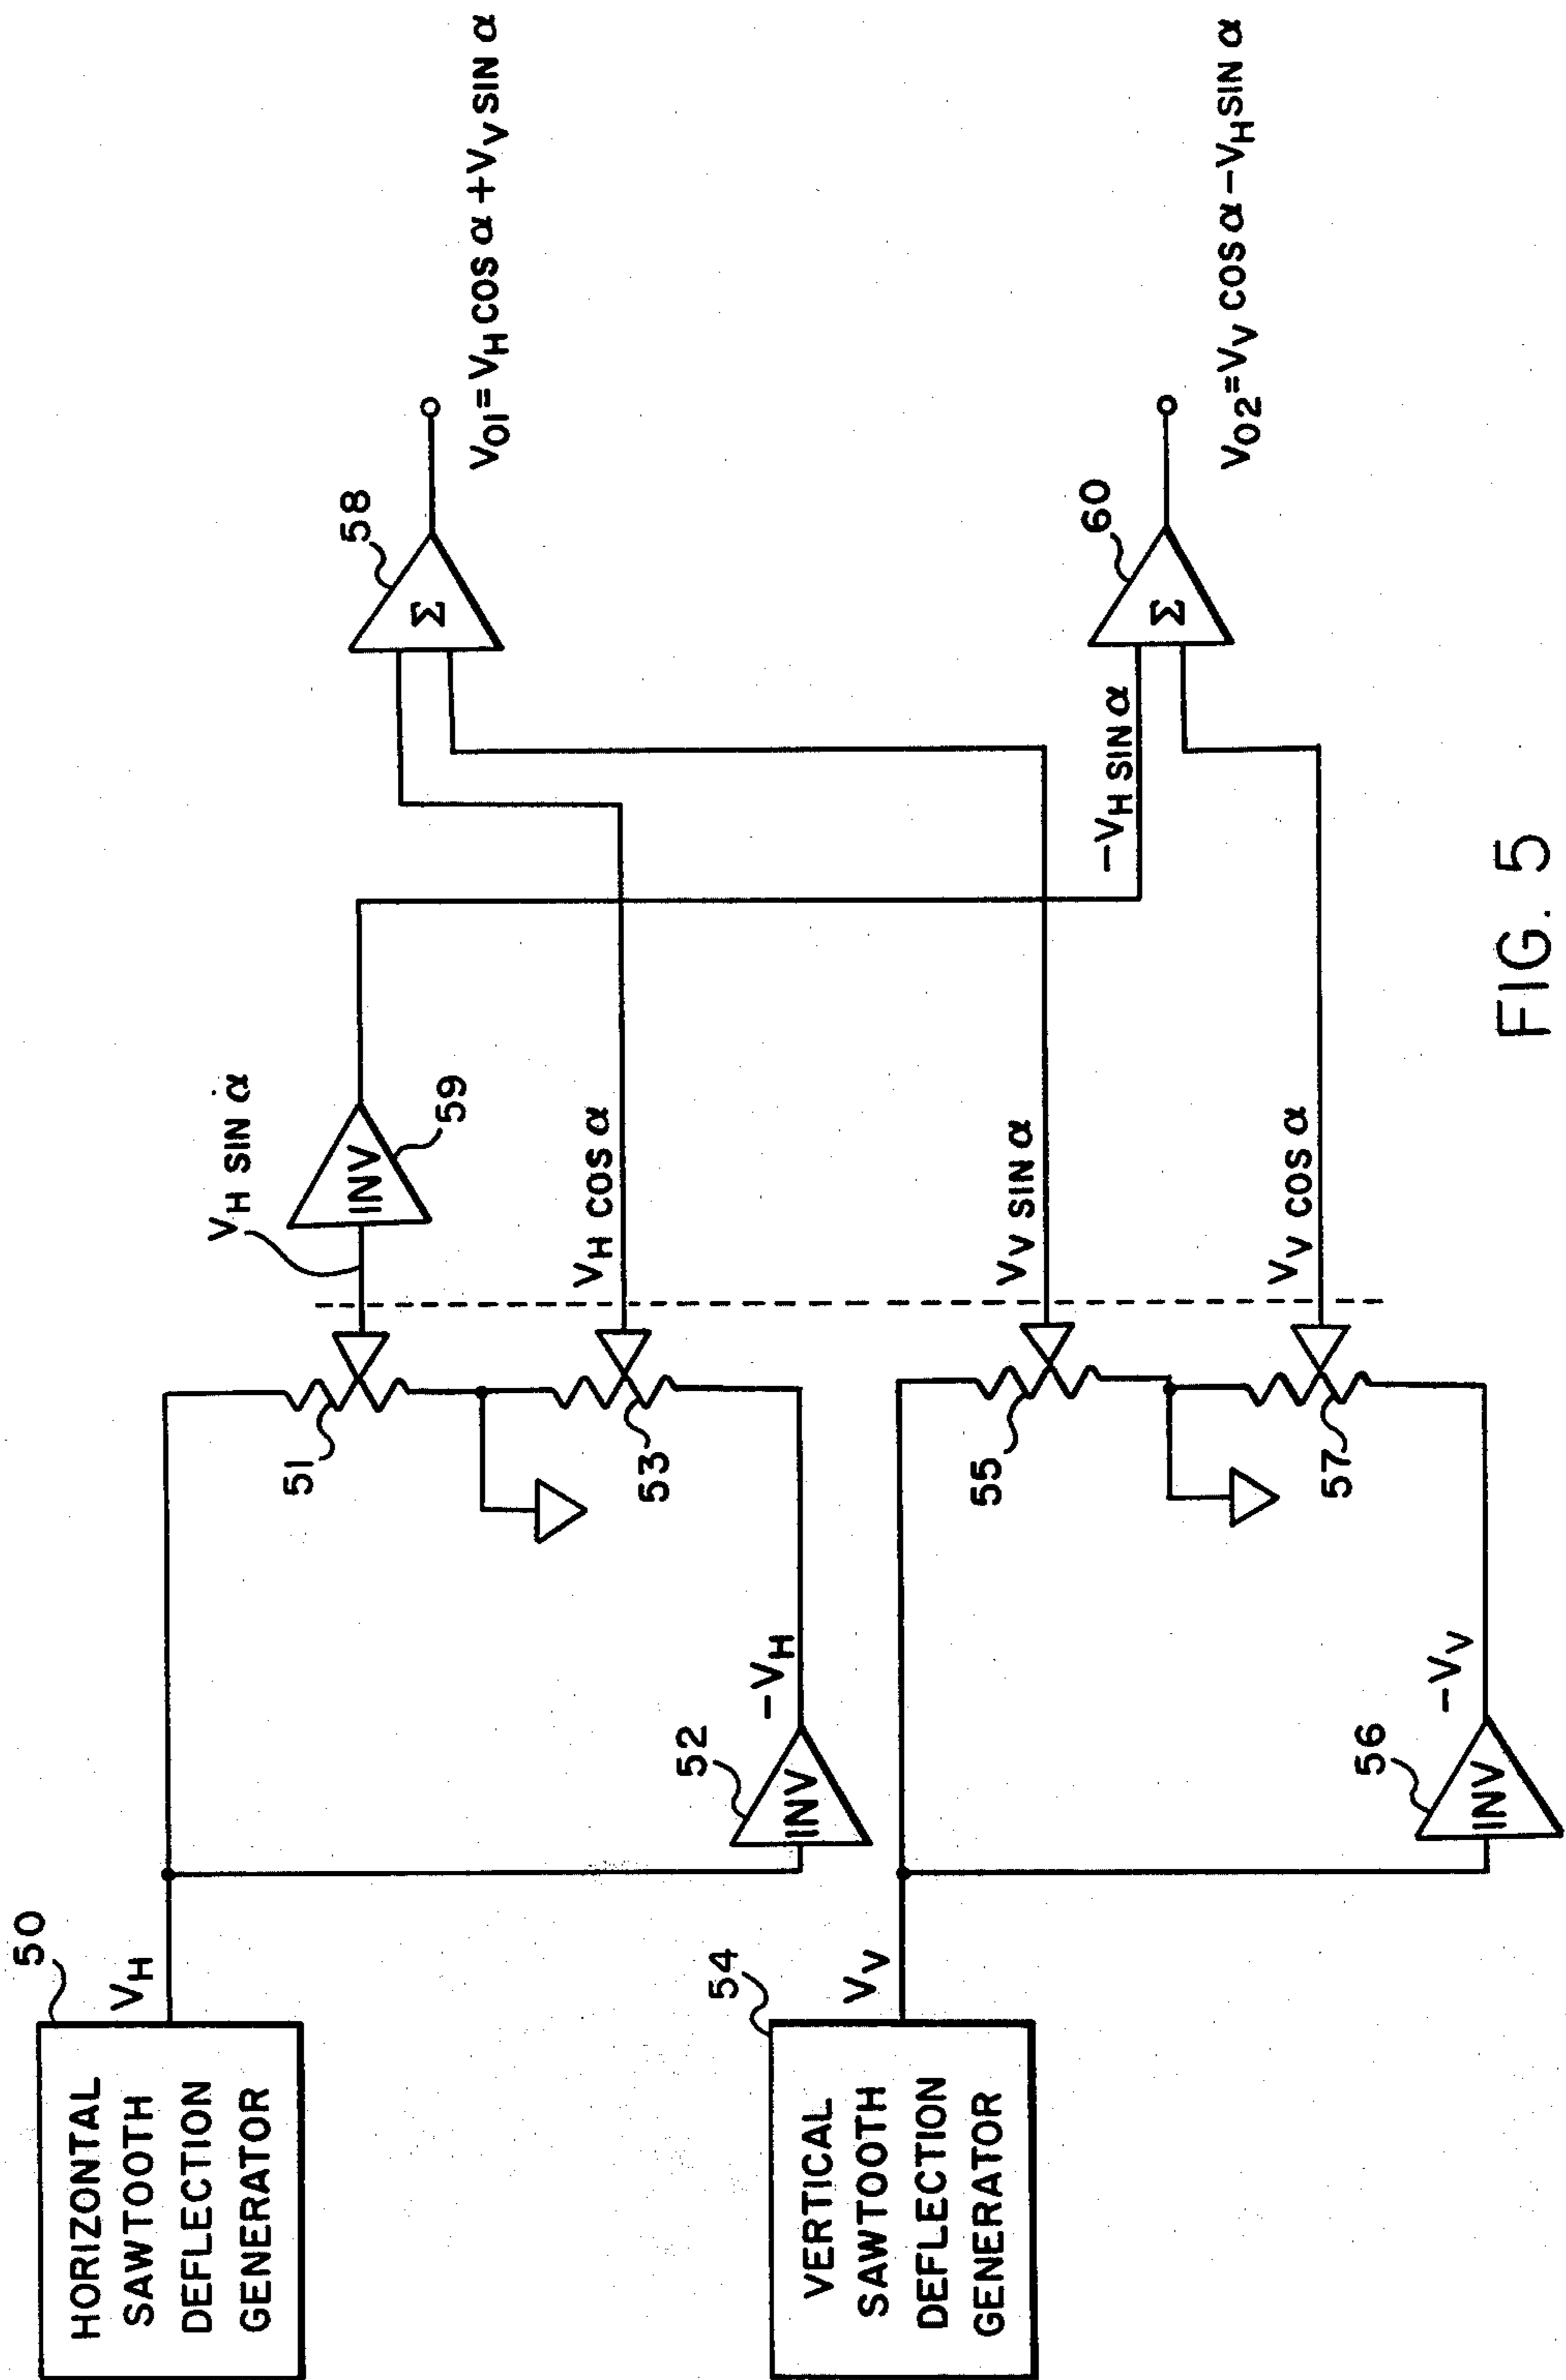 50
HORIZONTAL
SAWTOOTH
DEFLECTION
GENERATOR
V_H
52
INV
-V_H
51
53
V_H SIN α
INV
59
V_H COS α
58
Σ
V_01=V_H COS α +V_V SIN α
54
VERTICAL
SAWTOOTH
DEFLECTION
GENERATOR
V_V
56
INV
-V_V
55
57
V_V SIN α
V_V COS α
-V_H SIN α
60
Σ
V_02=V_V COS α -V_H SIN α
FIG. 5